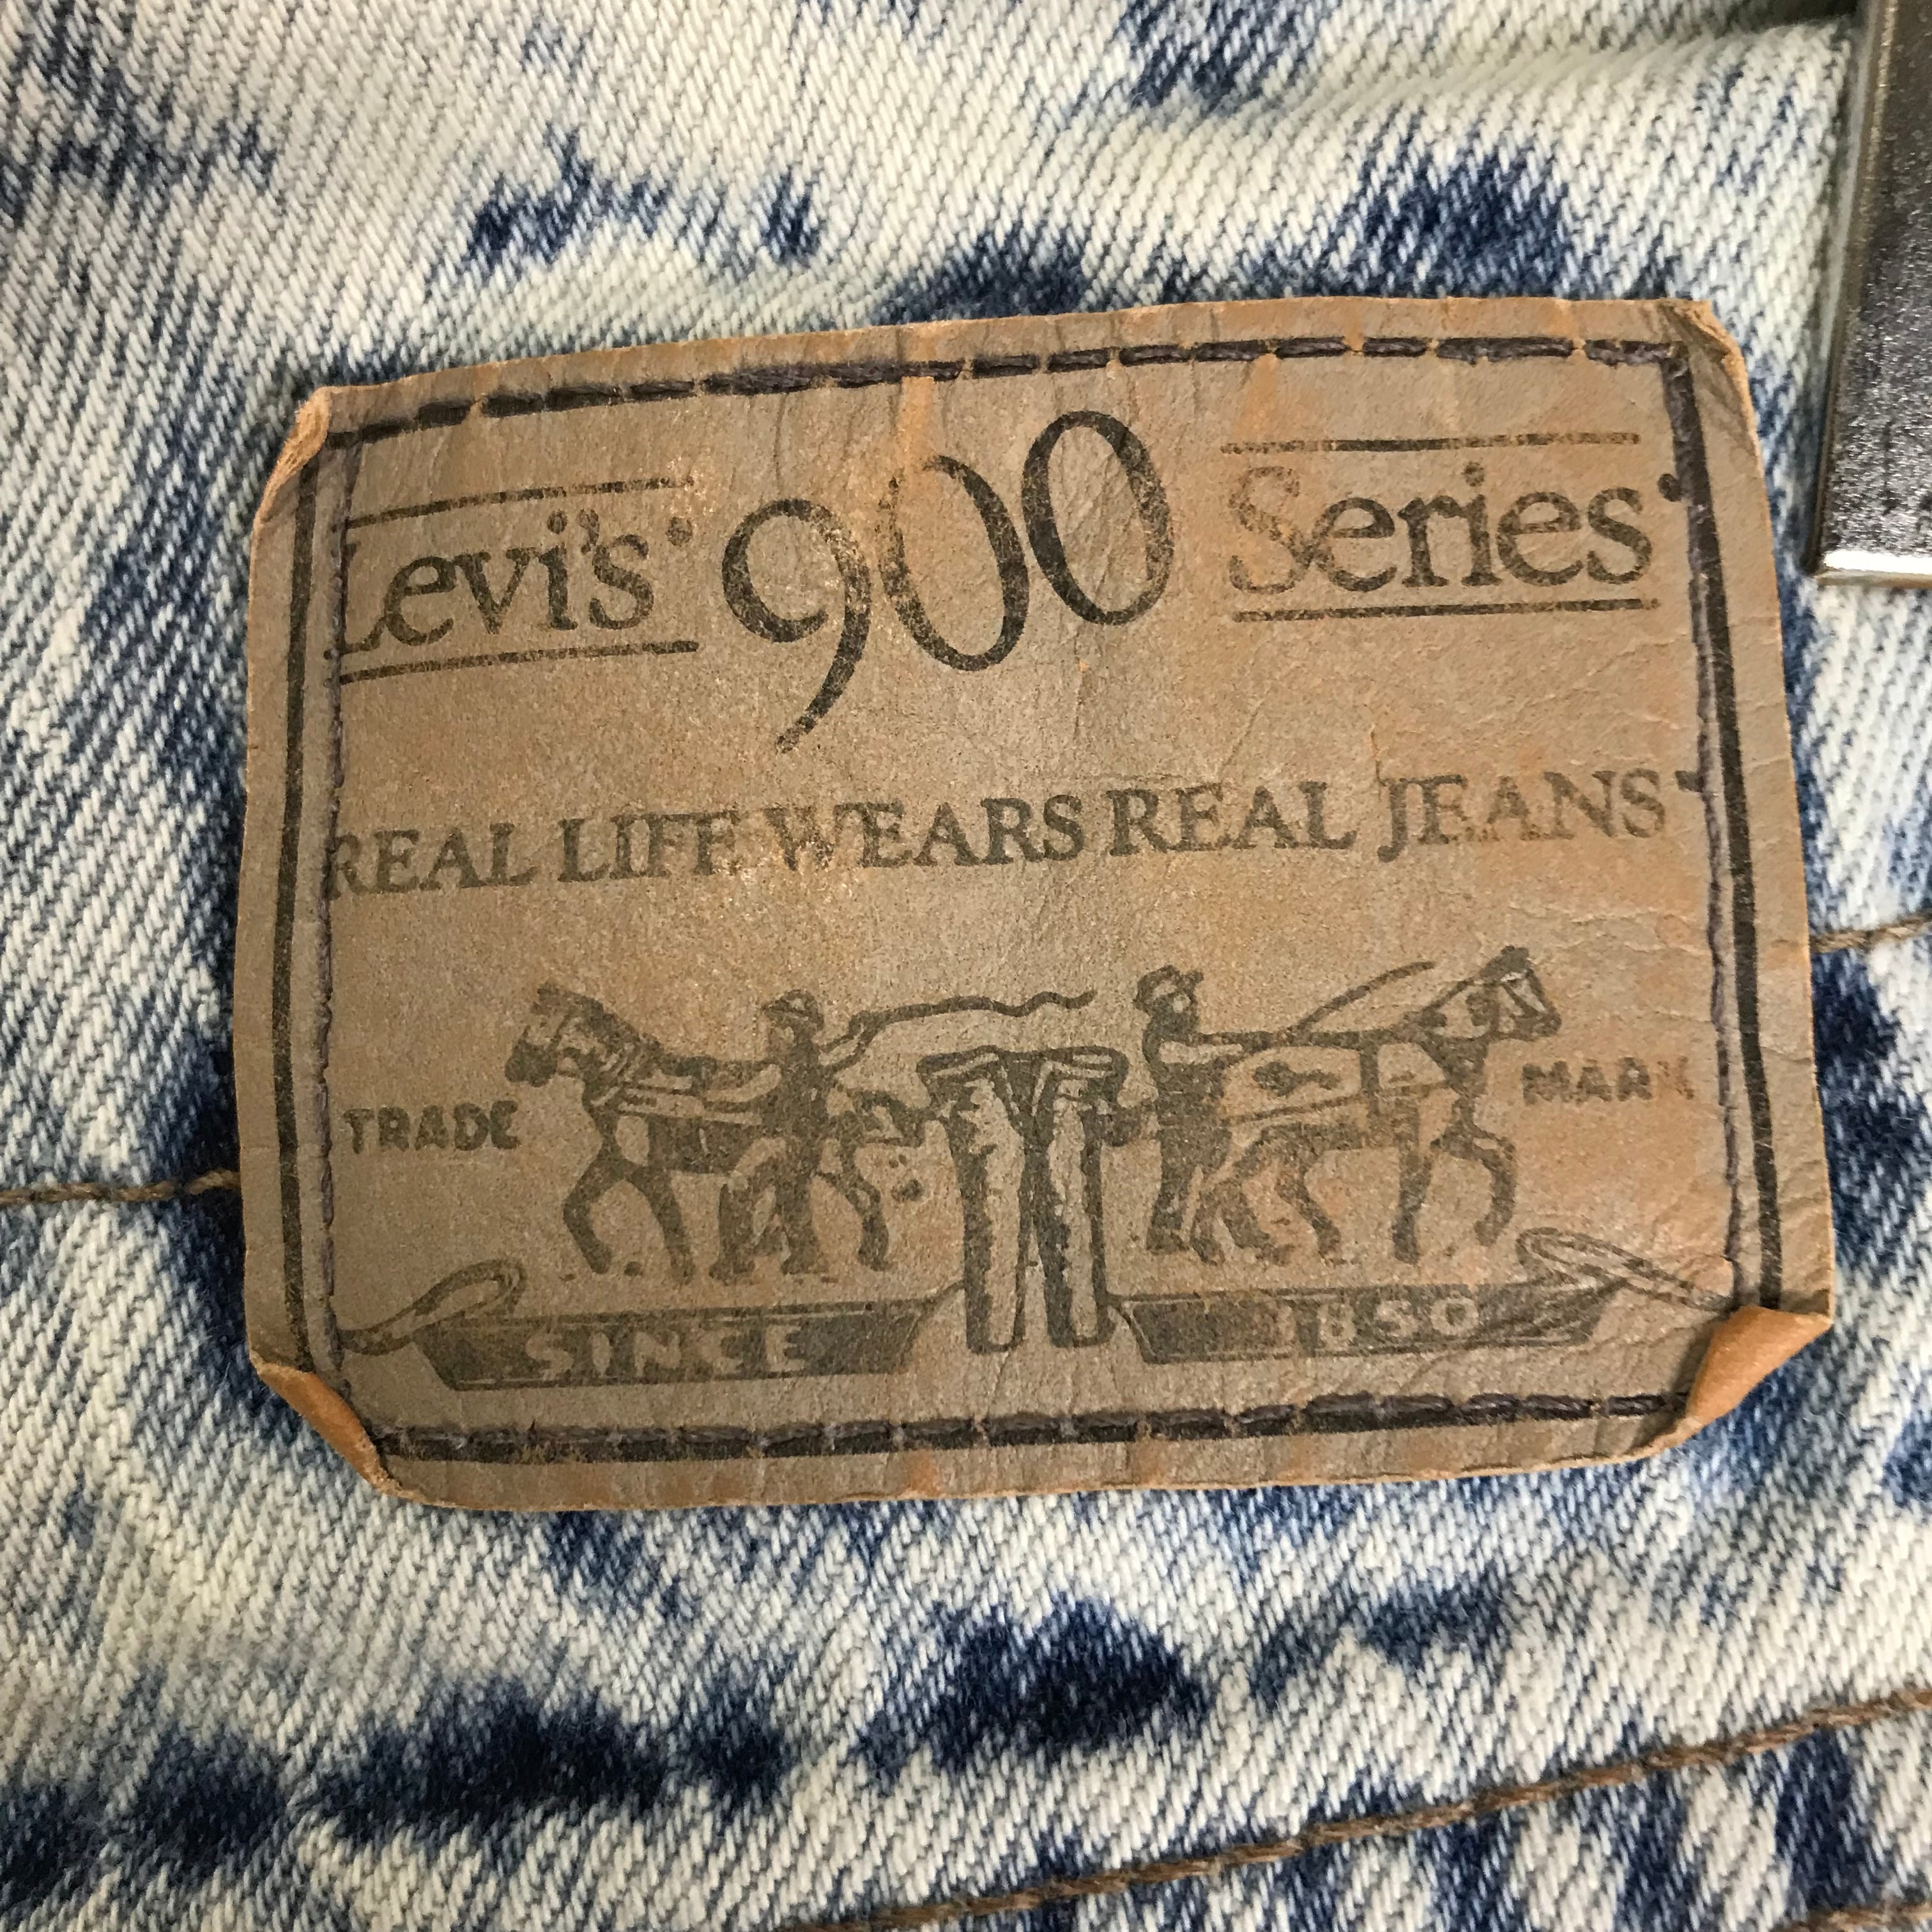 Levi's 900 Series
REAL LIFE WEARS REAL JEANS
TRADE MARK
SINCE 1850